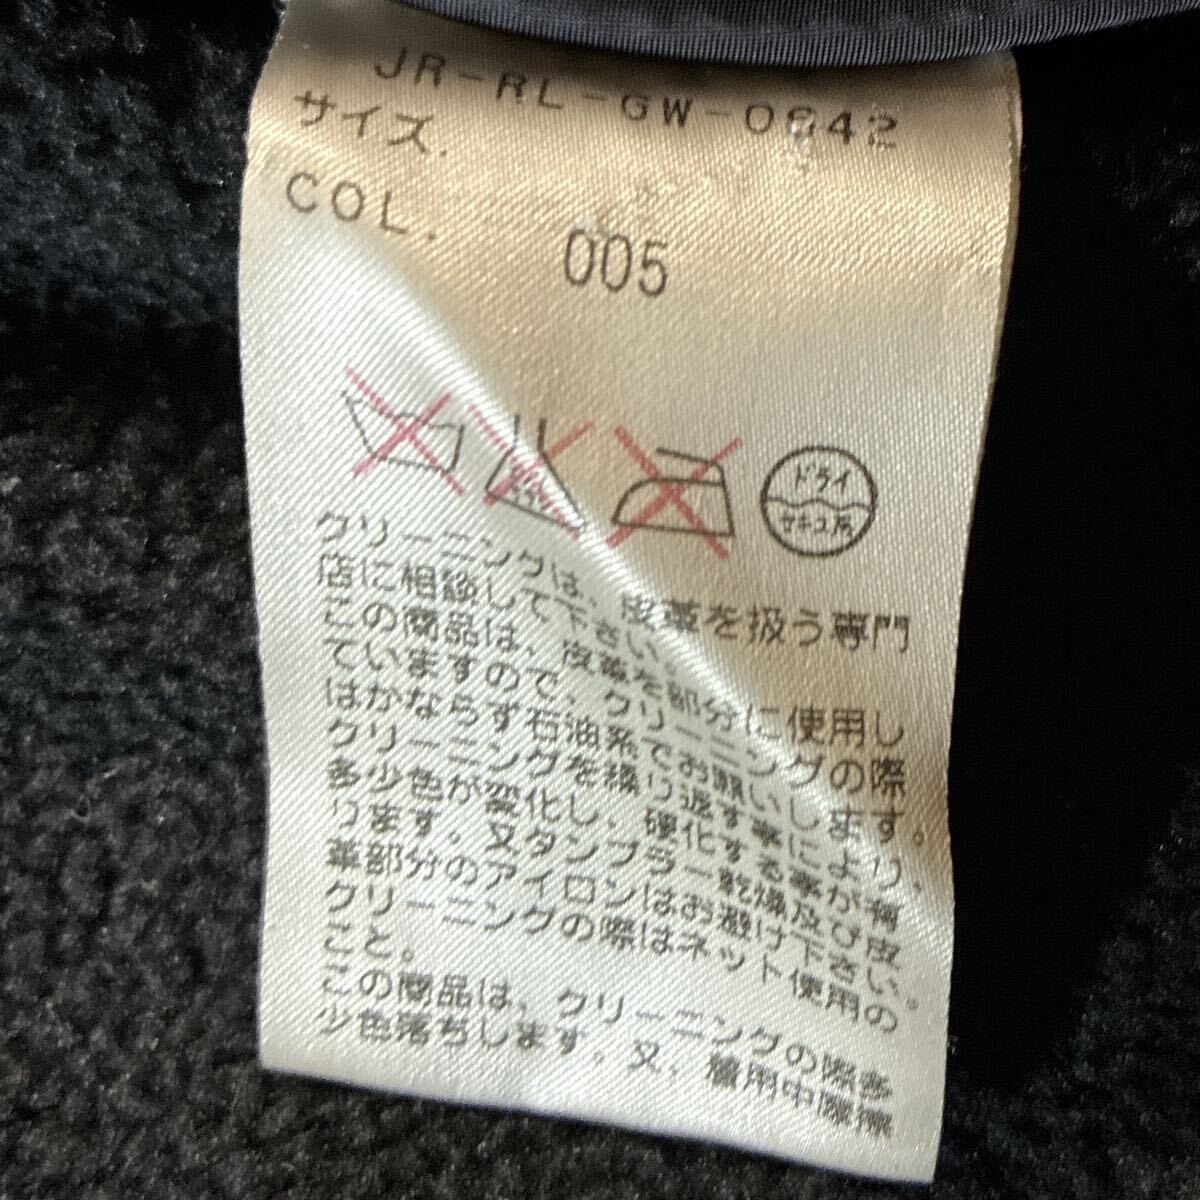 JR-RL-GW-0842
サイズ.
COL.
005
ドライ
セキユ系
クリーニングは、皮革を扱う専門
店に相談して下さい。
この商品は、皮革を部分に使用し
ていますので、クリーニングの際
はかならず石油系でお願いします。
クリーニングを繰り返す事により、
多少色が変化し、硬化する事が有
ります。又タンブラー乾燥及び皮
革部分のアイロンはお避け下さい。
クリーニングの際はネット使用の
こと。
この商品は、クリーニングの際多
少色落ちします。又、着用中摩擦